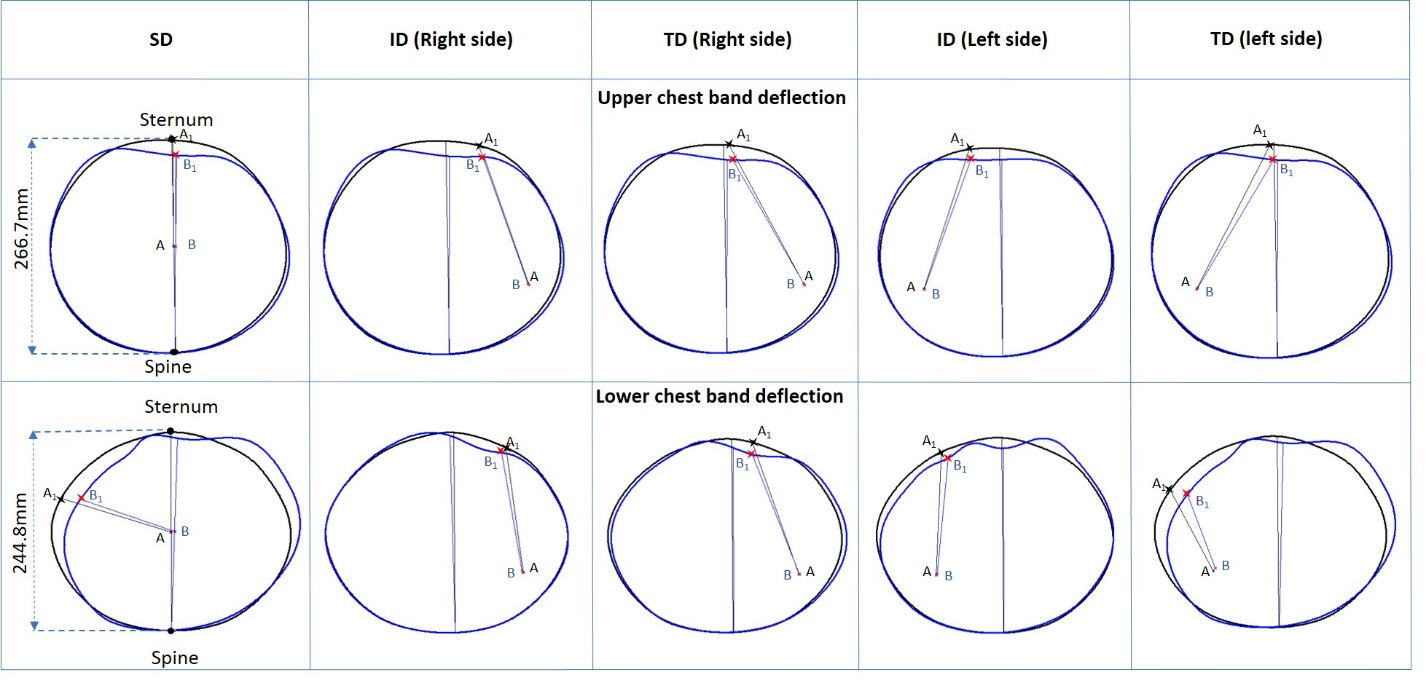 SD
ID (Right side)
TD (Right side)
ID (Left side)
TD (left side)
Upper chest band deflection
Sternum
A1
B1
A B
266.7mm
Spine
A1
B1
B A
A1
B1
B A
A1
B1
A B
A1
B1
A B
Lower chest band deflection
Sternum
A1 B1
A B
244.8mm
Spine
A1
B1
B A
A1
B1
B A
A1
B1
A B
A1
B1
A B